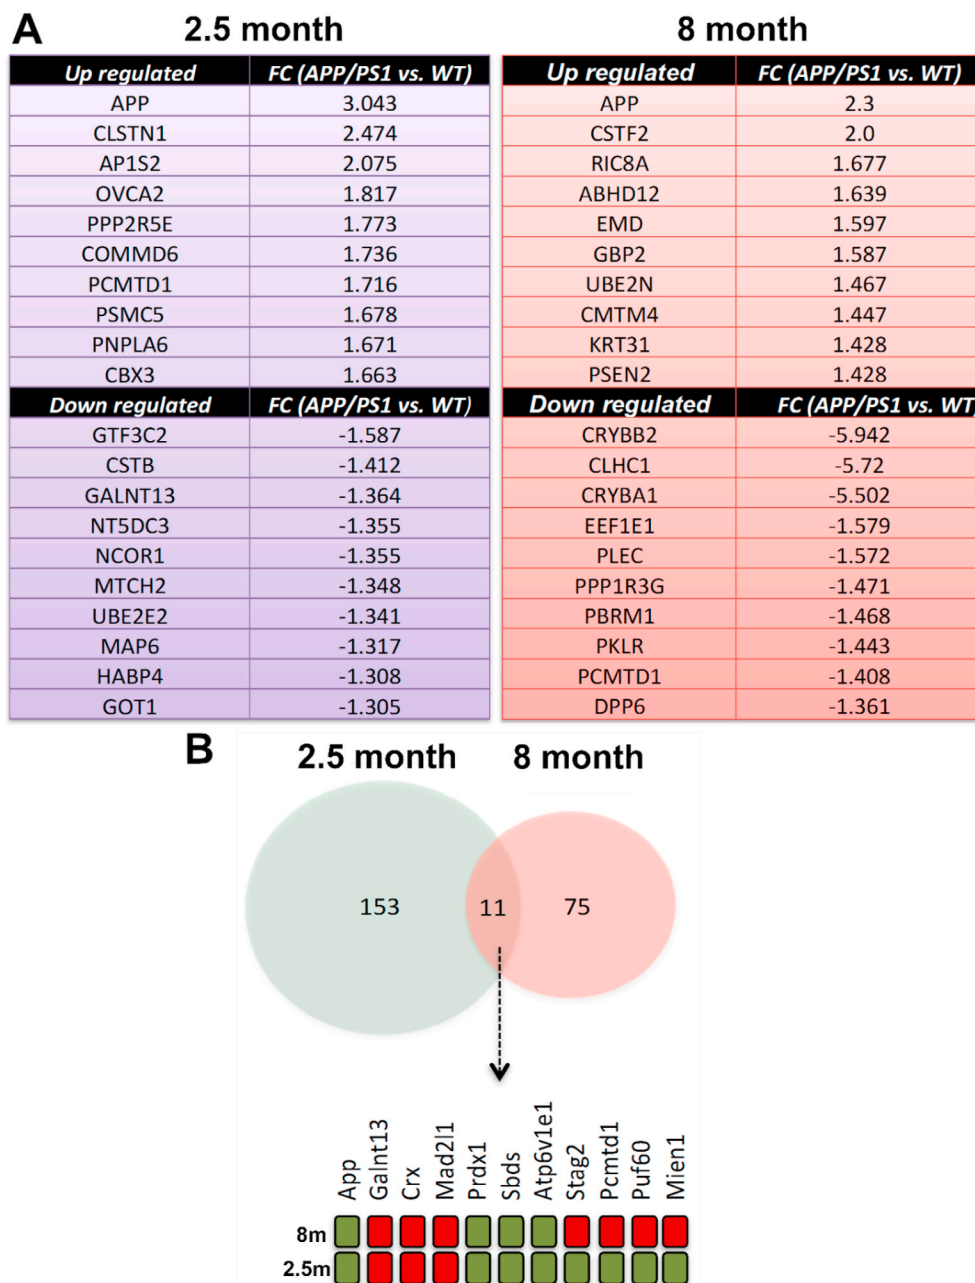 A 2.5 month 8 month
Up regulated FC (APP/PS1 vs. WT) Up regulated FC (APP/PS1 vs. WT)
APP 3.043 APP 2.3
CLSTN1 2.474 CSTF2 2.0
AP1S2 2.075 RIC8A 1.677
OVCA2 1.817 ABHD12 1.639
PPP2R5E 1.773 EMD 1.597
COMMD6 1.736 GBP2 1.587
PCMTD1 1.716 UBE2N 1.467
PSMC5 1.678 CMTM4 1.447
PNPLA6 1.671 KRT31 1.428
CBX3 1.663 PSEN2 1.428
Down regulated FC (APP/PS1 vs. WT) Down regulated FC (APP/PS1 vs. WT)
GTF3C2 -1.587 CRYBB2 -5.942
CSTB -1.412 CLHC1 -5.72
GALNT13 -1.364 CRYBA1 -5.502
NT5DC3 -1.355 EEF1E1 -1.579
NCOR1 -1.355 PLEC -1.572
MTCH2 -1.348 PPP1R3G -1.471
UBE2E2 -1.341 PBRM1 -1.468
MAP6 -1.317 PKLR -1.443
HABP4 -1.308 PCMTD1 -1.408
GOT1 -1.305 DPP6 -1.361
B 2.5 month 8 month
153 11 75
App Galnt13 Crx Mad2l1 Prdx1 Sbds Atp6v1e1 Stag2 Pcmtd1 Puf60 Mien1
8m
2.5m